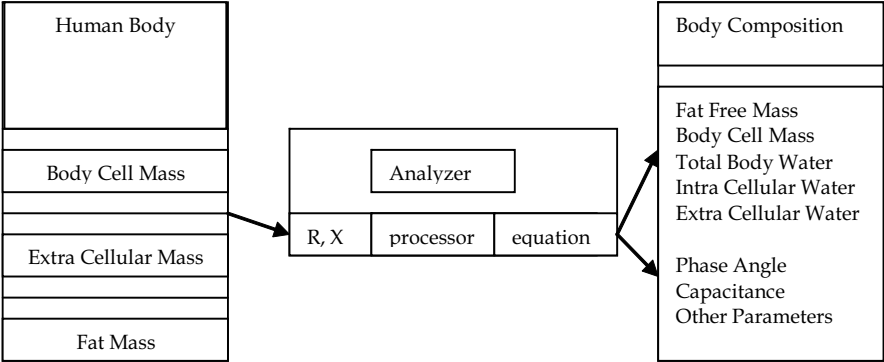 Human Body
Body Cell Mass
Extra Cellular Mass
Fat Mass
Analyzer
R, X
processor
equation
Body Composition
Fat Free Mass
Body Cell Mass
Total Body Water
Intra Cellular Water
Extra Cellular Water
Phase Angle
Capacitance
Other Parameters